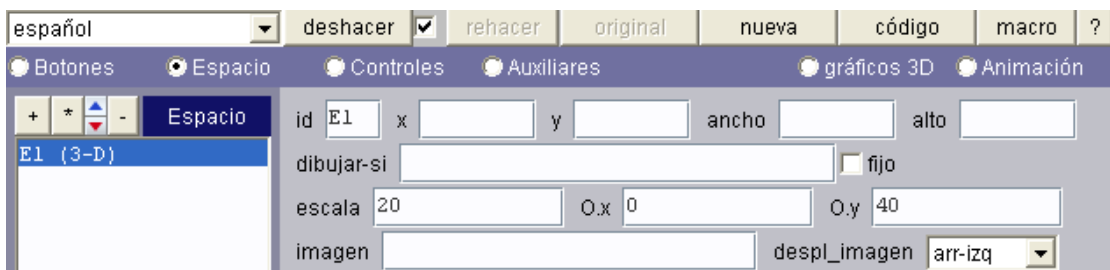 español deshacer rehacer original nueva código macro ?
Botones Espacio Controles Auxiliares gráficos 3D Animación
+ * - Espacio id E1 x y ancho alto
E1 (3-D)
dibujar-si fijo
escala 20 O.x 0 O.y 40
imagen despl_imagen arr-izq